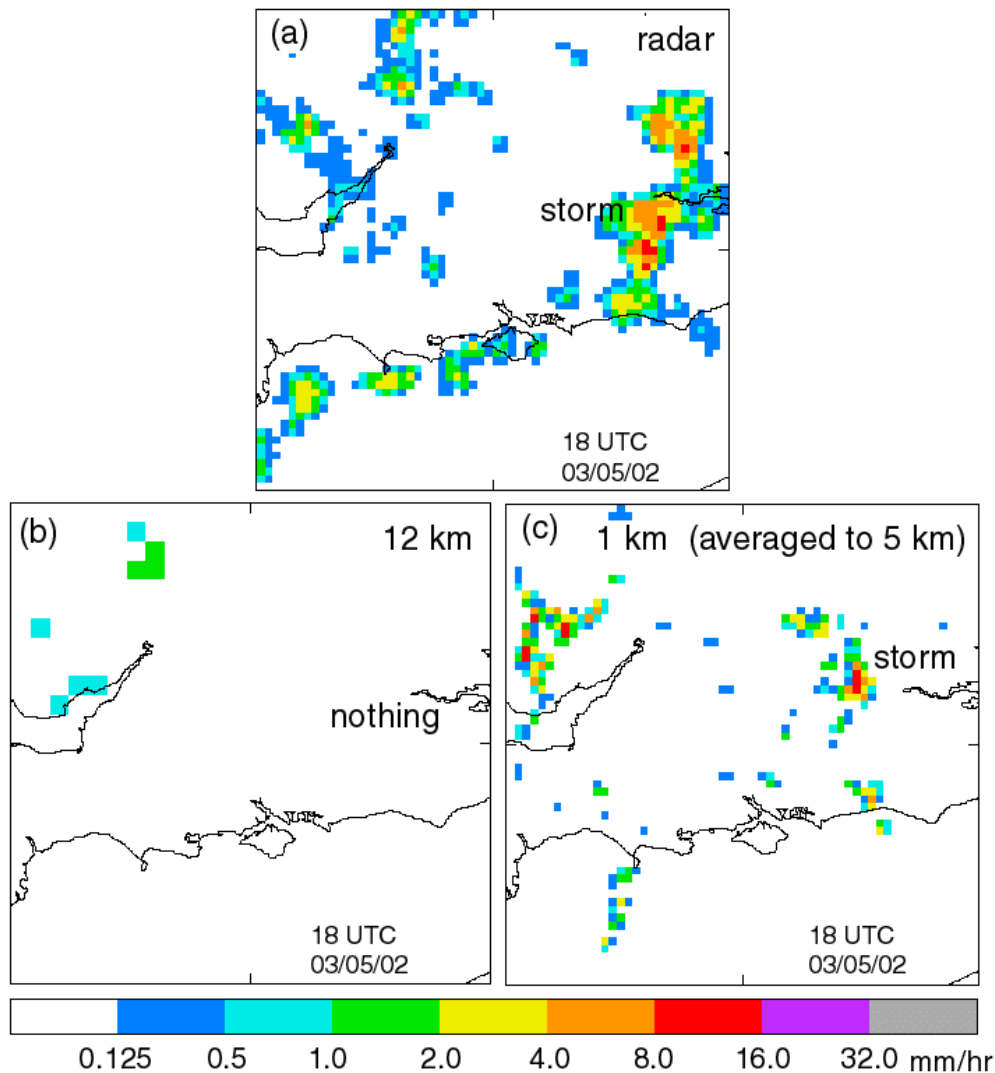 (a)
radar
storm
18 UTC
03/05/02
(b)
12 km
nothing
18 UTC
03/05/02
(c)
1 km (averaged to 5 km)
storm
18 UTC
03/05/02
0.125 0.5 1.0 2.0 4.0 8.0 16.0 32.0 mm/hr